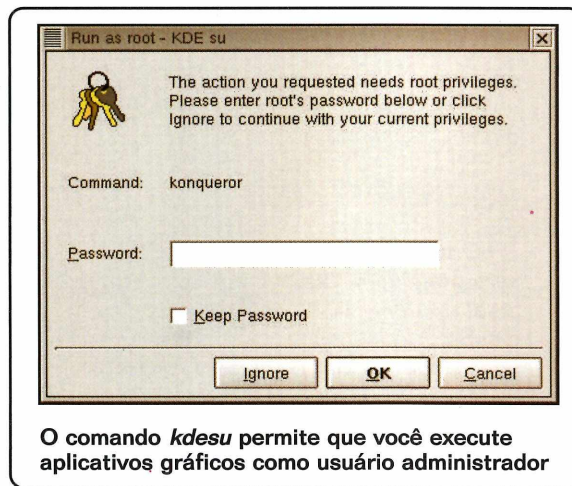 Run as root - KDE su
The action you requested needs root privileges.
Please enter root's password below or click
Ignore to continue with your current privileges.
Command: konqueror
Password:
Keep Password
Ignore OK Cancel
O comando kdesu permite que você execute
aplicativos gráficos como usuário administrador